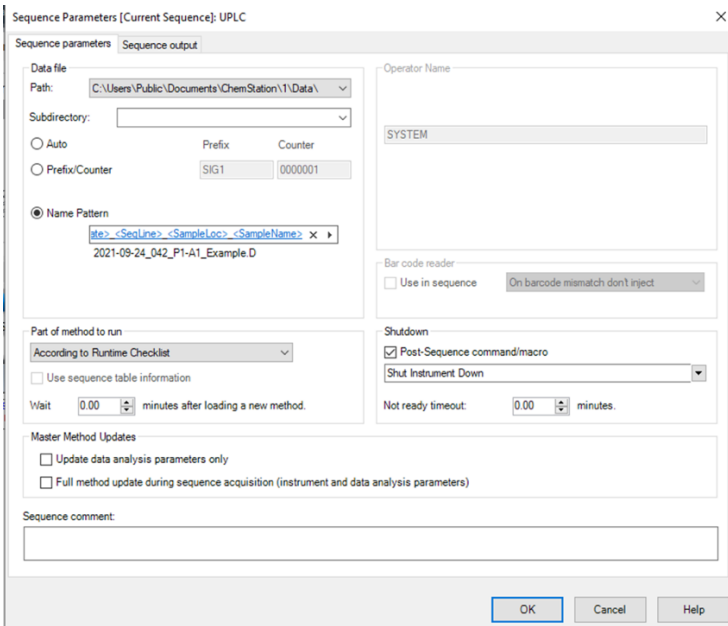 Sequence Parameters [Current Sequence]: UPLC
Sequence parameters
Sequence output
Data file
Path:
C:\Users\Public\Documents\ChemStation\1\Data\
Subdirectory:
Auto
Prefix
Counter
Prefix/Counter
SIG1
0000001
Name Pattern
ate>_<SeqLine>_<SampleLoc>_<SampleName>
2021-09-24_042_P1-A1_Example.D
Operator Name
SYSTEM
Bar code reader
Use in sequence
On barcode mismatch don't inject
Part of method to run
According to Runtime Checklist
Use sequence table information
Wait 0.00 minutes after loading a new method.
Shutdown
Post-Sequence command/macro
Shut Instrument Down
Not ready timeout: 0.00 minutes.
Master Method Updates
Update data analysis parameters only
Full method update during sequence acquisition (instrument and data analysis parameters)
Sequence comment:
OK
Cancel
Help